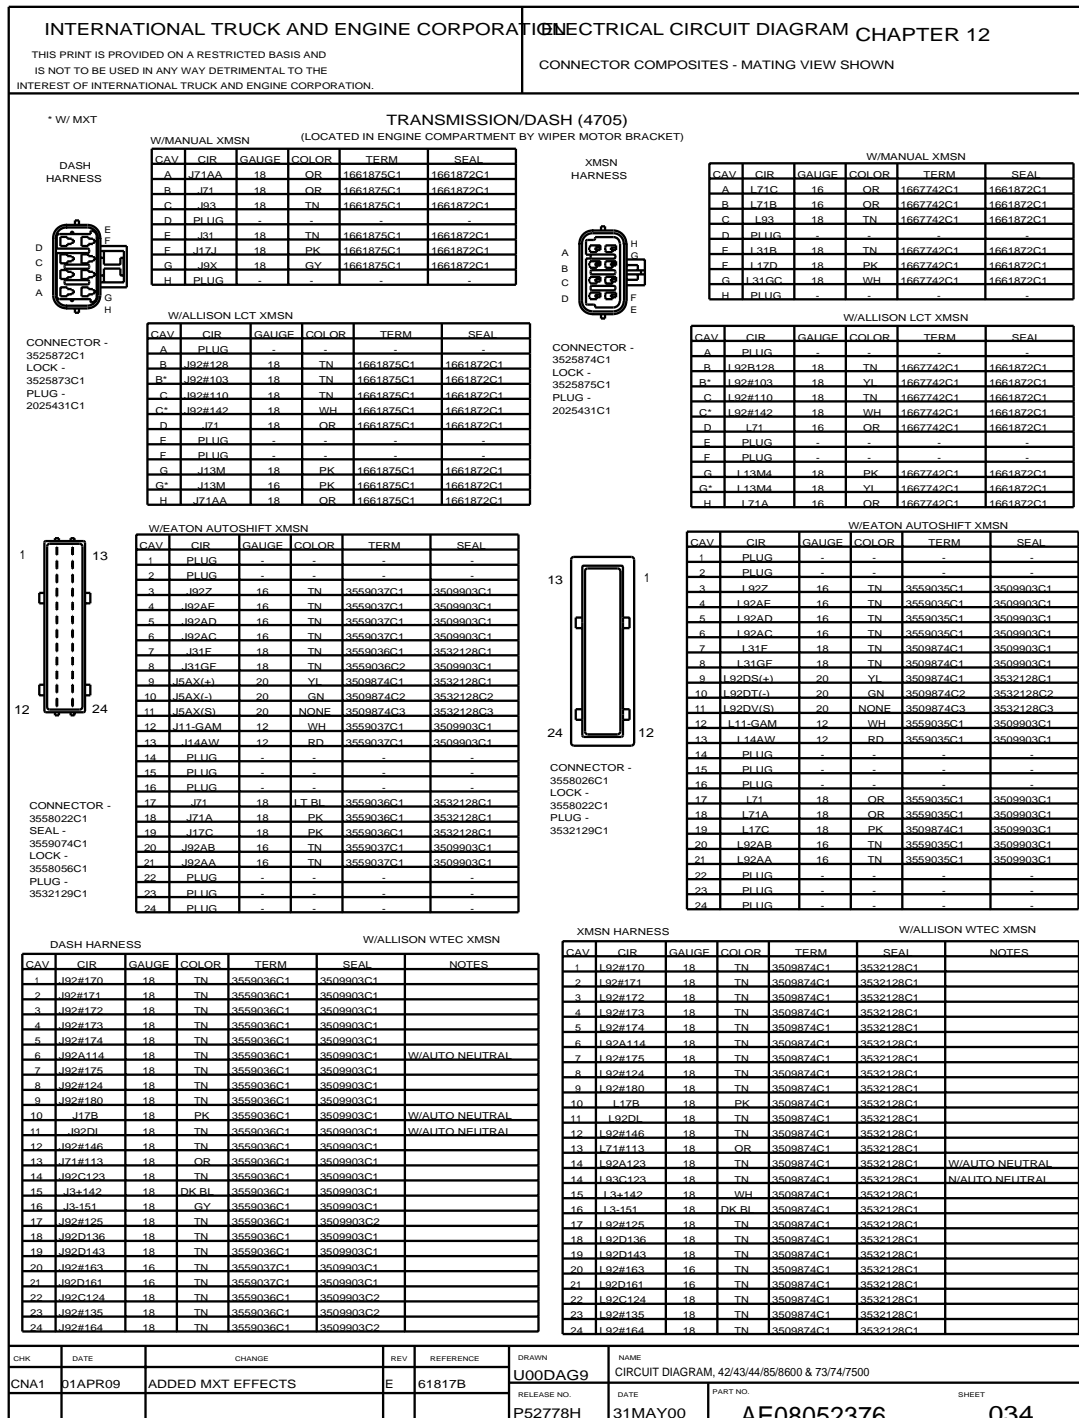 INTERNATIONAL TRUCK AND ENGINE CORPORATION
THIS PRINT IS PROVIDED ON A RESTRICTED BASIS AND
IS NOT TO BE USED IN ANY WAY DETRIMENTAL TO THE
INTEREST OF INTERNATIONAL TRUCK AND ENGINE CORPORATION.
ELECTRICAL CIRCUIT DIAGRAM CHAPTER 12
CONNECTOR COMPOSITES - MATING VIEW SHOWN
* W/ MXT
TRANSMISSION/DASH (4705)
(LOCATED IN ENGINE COMPARTMENT BY WIPER MOTOR BRACKET)
DASH
HARNESS
D
C
B
A
E
F
G
H
W/MANUAL XMSN
CAV CIR GAUGE COLOR TERM SEAL
A J71AA 18 OR 1661875C1 1661872C1
B J71 18 OR 1661875C1 1661872C1
C J93 18 TN 1661875C1 1661872C1
D PLUG - - - -
E J31 18 TN 1661875C1 1661872C1
F J17J 18 PK 1661875C1 1661872C1
G J9X 18 GY 1661875C1 1661872C1
H PLUG - - - -
XMSN
HARNESS
A
B
C
D
H
G
F
E
W/MANUAL XMSN
CAV CIR GAUGE COLOR TERM SEAL
A L71C 16 OR 1667742C1 1661872C1
B L71B 16 OR 1667742C1 1661872C1
C L93 18 TN 1667742C1 1661872C1
D PLUG - - - -
E L31B 18 TN 1667742C1 1661872C1
F L17D 18 PK 1667742C1 1661872C1
G L31GC 18 WH 1667742C1 1661872C1
H PLUG - - - -
CONNECTOR -
3525872C1
LOCK -
3525873C1
PLUG -
2025431C1
W/ALLISON LCT XMSN
CAV CIR GAUGE COLOR TERM SEAL
A PLUG - - - -
B J92#128 18 TN 1661875C1 1661872C1
B* J92#103 18 TN 1661875C1 1661872C1
C J92#110 18 TN 1661875C1 1661872C1
C* J92#142 18 WH 1661875C1 1661872C1
D J71 18 OR 1661875C1 1661872C1
E PLUG - - - -
F PLUG - - - -
G J13M 18 PK 1661875C1 1661872C1
G* J13M 16 PK 1661875C1 1661872C1
H J71AA 18 OR 1661875C1 1661872C1
CONNECTOR -
3525874C1
LOCK -
3525875C1
PLUG -
2025431C1
W/ALLISON LCT XMSN
CAV CIR GAUGE COLOR TERM SEAL
A PLUG - - - -
B L92B128 18 TN 1667742C1 1661872C1
B* L92#103 18 YL 1667742C1 1661872C1
C L92#110 18 TN 1667742C1 1661872C1
C* L92#142 18 WH 1667742C1 1661872C1
D L71 16 OR 1667742C1 1661872C1
E PLUG - - - -
F PLUG - - - -
G L13M4 18 PK 1667742C1 1661872C1
G* L13M4 18 YL 1667742C1 1661872C1
H L71A 16 OR 1667742C1 1661872C1
1 13
12 24
CONNECTOR -
3558022C1
SEAL -
3559074C1
LOCK -
3558056C1
PLUG -
3532129C1
W/EATON AUTOSHIFT XMSN
CAV CIR GAUGE COLOR TERM SEAL
1 PLUG - - - -
2 PLUG - - - -
3 J92Z 16 TN 3559037C1 3509903C1
4 J92AE 16 TN 3559037C1 3509903C1
5 J92AD 16 TN 3559037C1 3509903C1
6 J92AC 16 TN 3559037C1 3509903C1
7 J31F 18 TN 3559036C1 3532128C1
8 J31GF 18 TN 3559036C2 3509903C1
9 J5AX(+) 20 YL 3509874C1 3532128C1
10 J5AX(-) 20 GN 3509874C2 3532128C2
11 J5AX(S) 20 NONE 3509874C3 3532128C3
12 J11-GAM 12 WH 3559037C1 3509903C1
13 J14AW 12 RD 3559037C1 3509903C1
14 PLUG - - - -
15 PLUG - - - -
16 PLUG - - - -
17 J71 18 LT BL 3559036C1 3532128C1
18 J71A 18 PK 3559036C1 3532128C1
19 J17C 18 PK 3559036C1 3532128C1
20 J92AB 16 TN 3559037C1 3509903C1
21 J92AA 16 TN 3559037C1 3509903C1
22 PLUG - - - -
23 PLUG - - - -
24 PLUG - - - -
13 1
24 12
CONNECTOR -
3558026C1
LOCK -
3558022C1
PLUG -
3532129C1
W/EATON AUTOSHIFT XMSN
CAV CIR GAUGE COLOR TERM SEAL
1 PLUG - - - -
2 PLUG - - - -
3 L92Z 16 TN 3559035C1 3509903C1
4 L92AE 16 TN 3559035C1 3509903C1
5 L92AD 16 TN 3559035C1 3509903C1
6 L92AC 16 TN 3559035C1 3509903C1
7 L31F 18 TN 3509874C1 3509903C1
8 L31GF 18 TN 3509874C1 3509903C1
9 L92DS(+) 20 YL 3509874C1 3532128C1
10 L92DT(-) 20 GN 3509874C2 3532128C2
11 L92DV(S) 20 NONE 3509874C3 3532128C3
12 L11-GAM 12 WH 3559035C1 3509903C1
13 L14AW 12 RD 3559035C1 3509903C1
14 PLUG - - - -
15 PLUG - - - -
16 PLUG - - - -
17 L71 18 OR 3559035C1 3509903C1
18 L71A 18 OR 3559035C1 3509903C1
19 L17C 18 PK 3509874C1 3509903C1
20 L92AB 16 TN 3559035C1 3509903C1
21 L92AA 16 TN 3559035C1 3509903C1
22 PLUG - - - -
23 PLUG - - - -
24 PLUG - - - -
DASH HARNESS W/ALLISON WTEC XMSN
CAV CIR GAUGE COLOR TERM SEAL NOTES
1 J92#170 18 TN 3559036C1 3509903C1
2 J92#171 18 TN 3559036C1 3509903C1
3 J92#172 18 TN 3559036C1 3509903C1
4 J92#173 18 TN 3559036C1 3509903C1
5 J92#174 18 TN 3559036C1 3509903C1
6 J92A114 18 TN 3559036C1 3509903C1 W/AUTO NEUTRAL
7 J92#175 18 TN 3559036C1 3509903C1
8 J92#124 18 TN 3559036C1 3509903C1
9 J92#180 18 TN 3559036C1 3509903C1
10 J17B 18 PK 3559036C1 3509903C1 W/AUTO NEUTRAL
11 J92DL 18 TN 3559036C1 3509903C1 W/AUTO NEUTRAL
12 J92#146 18 TN 3559036C1 3509903C1
13 J71#113 18 OR 3559036C1 3509903C1
14 J92C123 18 TN 3559036C1 3509903C1
15 J3+142 18 DK BL 3559036C1 3509903C1
16 J3-151 18 GY 3559036C1 3509903C1
17 J92#125 18 TN 3559036C1 3509903C2
18 J92D136 18 TN 3559036C1 3509903C1
19 J92D143 18 TN 3559036C1 3509903C1
20 J92#163 16 TN 3559037C1 3509903C1
21 J92D161 16 TN 3559037C1 3509903C1
22 J92C124 18 TN 3559036C1 3509903C2
23 J92#135 18 TN 3559036C1 3509903C2
24 J92#164 18 TN 3559036C1 3509903C2
XMSN HARNESS W/ALLISON WTEC XMSN
CAV CIR GAUGE COLOR TERM SEAL NOTES
1 L92#170 18 TN 3509874C1 3532128C1
2 L92#171 18 TN 3509874C1 3532128C1
3 L92#172 18 TN 3509874C1 3532128C1
4 L92#173 18 TN 3509874C1 3532128C1
5 L92#174 18 TN 3509874C1 3532128C1
6 L92A114 18 TN 3509874C1 3532128C1
7 L92#175 18 TN 3509874C1 3532128C1
8 L92#124 18 TN 3509874C1 3532128C1
9 L92#180 18 TN 3509874C1 3532128C1
10 L17B 18 PK 3509874C1 3532128C1
11 L92DL 18 TN 3509874C1 3532128C1
12 L92#146 18 TN 3509874C1 3532128C1
13 L71#113 18 OR 3509874C1 3532128C1
14 L92A123 18 TN 3509874C1 3532128C1 W/AUTO NEUTRAL
14 L93C123 18 TN 3509874C1 3532128C1 N/AUTO NEUTRAL
15 L3+142 18 WH 3509874C1 3532128C1
16 L3-151 18 DK BL 3509874C1 3532128C1
17 L92#125 18 TN 3509874C1 3532128C1
18 L92D136 18 TN 3509874C1 3532128C1
19 L92D143 18 TN 3509874C1 3532128C1
20 L92#163 16 TN 3509874C1 3532128C1
21 L92D161 16 TN 3509874C1 3532128C1
22 L92C124 18 TN 3509874C1 3532128C1
23 L92#135 18 TN 3509874C1 3532128C1
24 L92#164 18 TN 3509874C1 3532128C1
CHK DATE CHANGE REV REFERENCE
CNA1 01APR09 ADDED MXT EFFECTS E 61817B
DRAWN
U00DAG9
NAME
CIRCUIT DIAGRAM, 42/43/44/85/8600 & 73/74/7500
RELEASE NO.
P52778H
DATE
31MAY00
PART NO.
AE08052376
SHEET
034